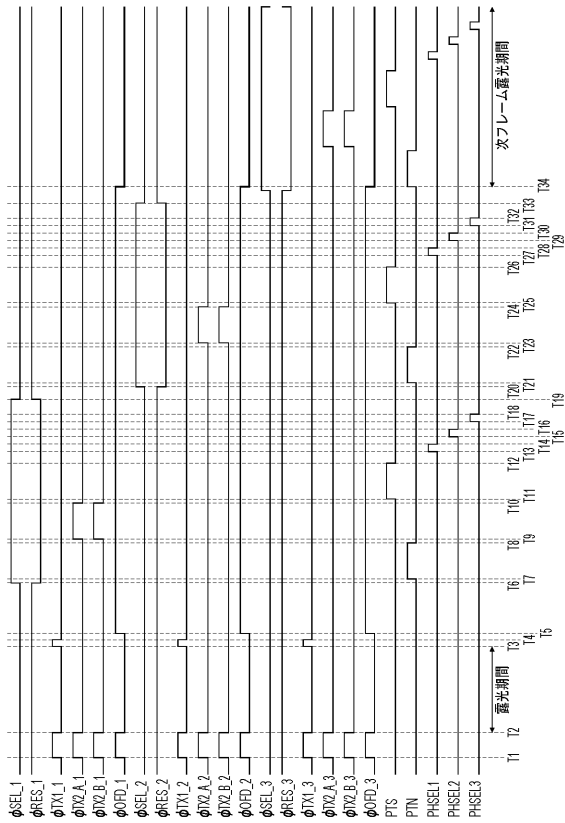 φSEL_1
φRES_1
φTX1_1
φTX2_A_1
φTX2_B_1
φOFD_1
φSEL_2
φRES_2
φTX1_2
φTX2_A_2
φTX2_B_2
φOFD_2
φSEL_3
φRES_3
φTX1_3
φTX2_A_3
φTX2_B_3
φOFD_3
PTS
PTN
PHSEL1
PHSEL2
PHSEL3
露光期間
次フレーム露光期間
T1
T2
T3
T4
T5
T6
T7
T8
T9
T10
T11
T12
T13
T14
T15
T16
T17
T18
T19
T20
T21
T22
T23
T24
T25
T26
T27
T28
T29
T30
T31
T32
T33
T34